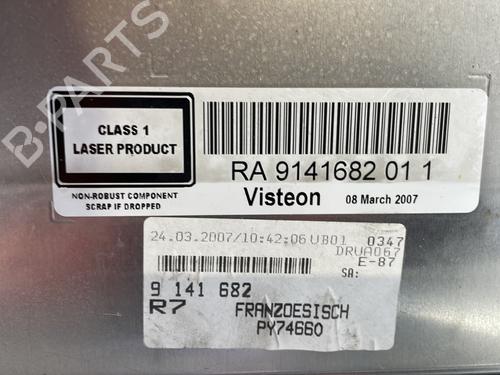 CLASS 1
LASER PRODUCT
NON-ROBUST COMPONENT
SCRAP IF DROPPED
RA 9141682 01 1
Visteon 08 March 2007
24.03.2007/10:42:06 VB01 0347
DRVA067
E-87
SA:
9 141 682
R7 FRANZOESISCH
PY74660
B-PARTS